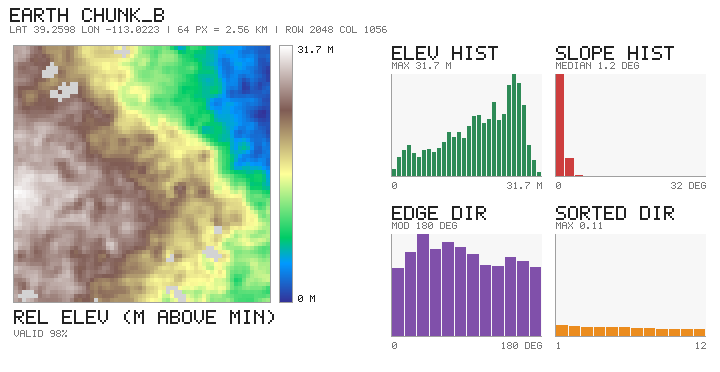 EARTH CHUNK_B
LAT 39.2598 LON -113.0223 | 64 PX = 2.56 KM | ROW 2048 COL 1056
31.7 M
0 M
REL ELEV (M ABOVE MIN)
VALID 98%
ELEV HIST
MAX 31.7 M
0 31.7 M
SLOPE HIST
MEDIAN 1.2 DEG
0 32 DEG
EDGE DIR
MOD 180 DEG
0 180 DEG
SORTED DIR
MAX 0.11
1 12